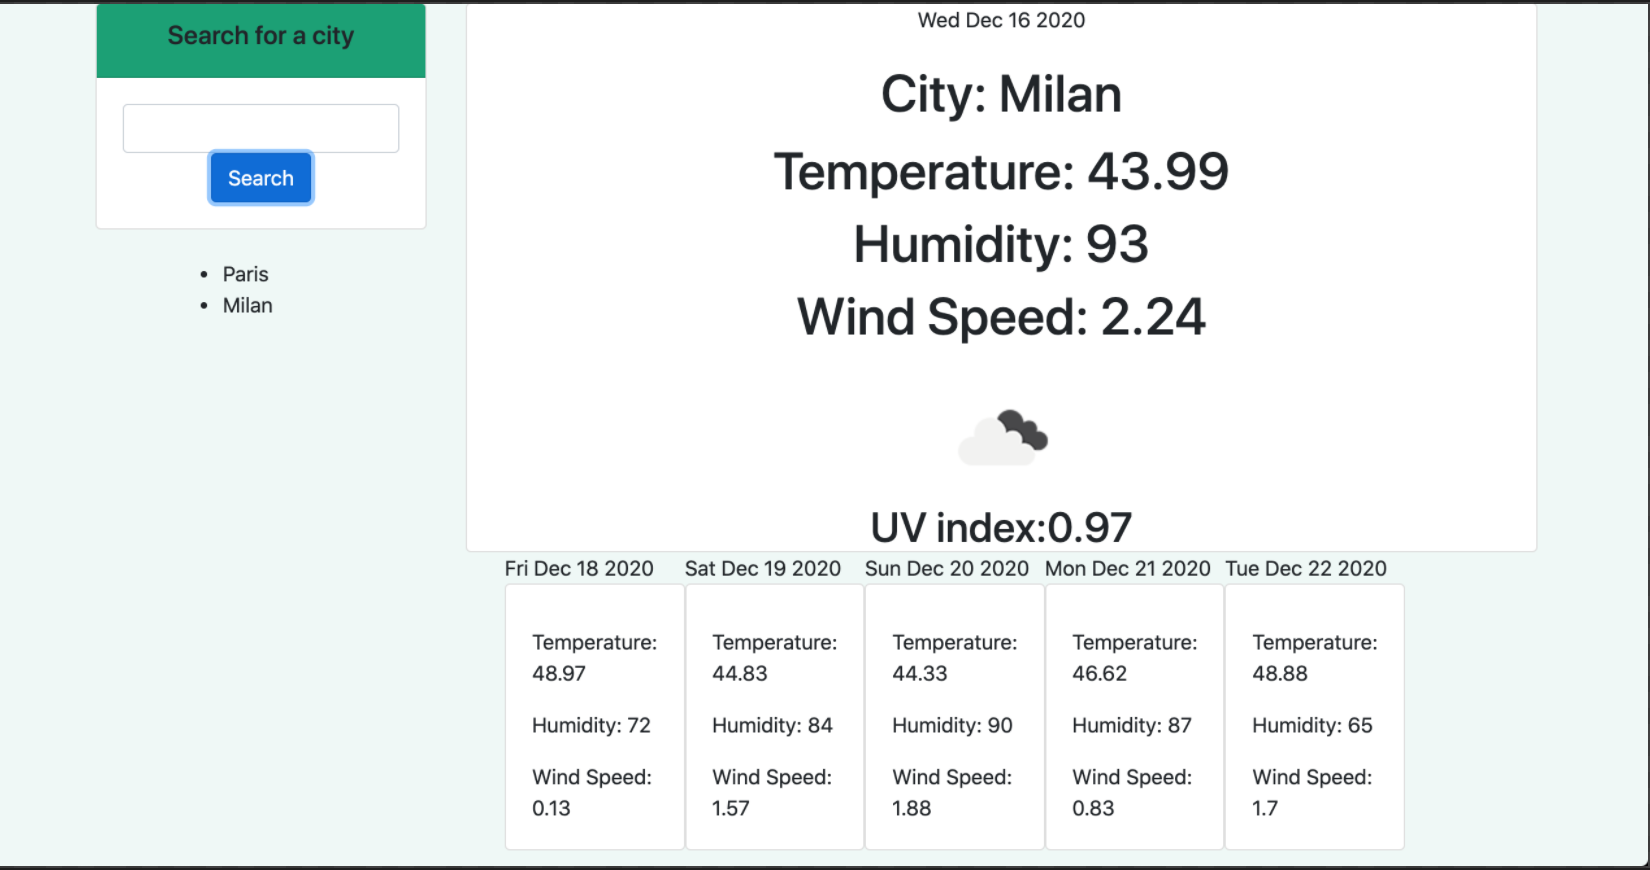 Search for a city
Search
Paris
Milan
Wed Dec 16 2020
City: Milan
Temperature: 43.99
Humidity: 93
Wind Speed: 2.24
UV index:0.97
Fri Dec 18 2020
Temperature:
48.97
Humidity: 72
Wind Speed:
0.13
Sat Dec 19 2020
Temperature:
44.83
Humidity: 84
Wind Speed:
1.57
Sun Dec 20 2020
Temperature:
44.33
Humidity: 90
Wind Speed:
1.88
Mon Dec 21 2020
Temperature:
46.62
Humidity: 87
Wind Speed:
0.83
Tue Dec 22 2020
Temperature:
48.88
Humidity: 65
Wind Speed:
1.7